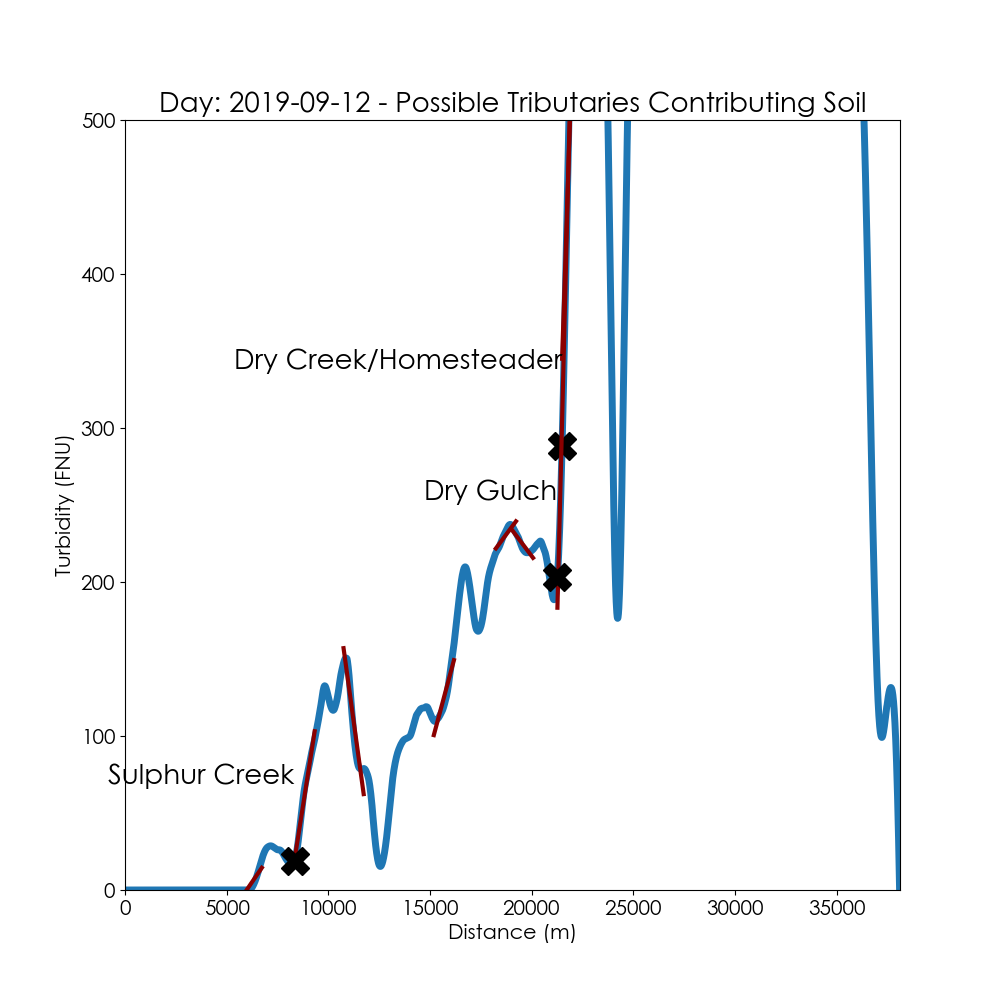 Day: 2019-09-12 - Possible Tributaries Contributing Soil
500
400
300
200
100
0
Turbidity (FNU)
Dry Creek/Homesteader
Dry Gulch
Sulphur Creek
0 5000 10000 15000 20000 25000 30000 35000
Distance (m)